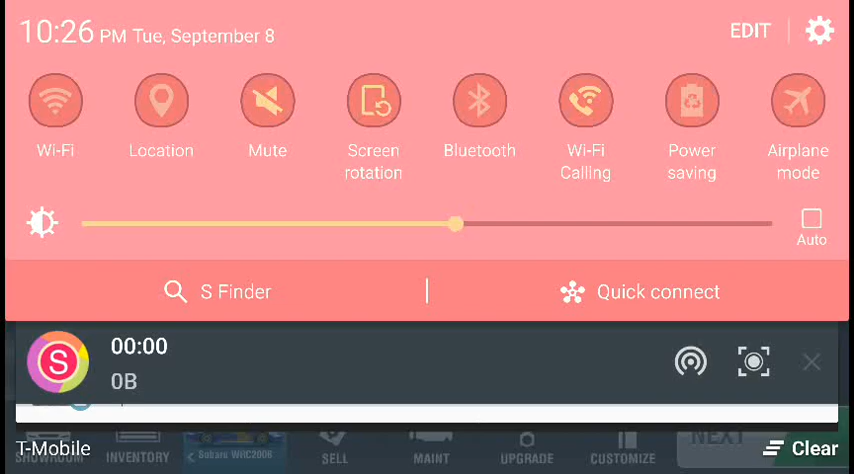 10:26 PM Tue, September 8 EDIT
Wi-Fi Location Mute Screen rotation Bluetooth Wi-Fi Calling Power saving Airplane mode
Auto
S Finder Quick connect
S 00:00
0B
T-Mobile Clear
SHOWROOM INVENTORY Subaru WRC2006 SELL MAINT UPGRADE CUSTOMIZE NEXT